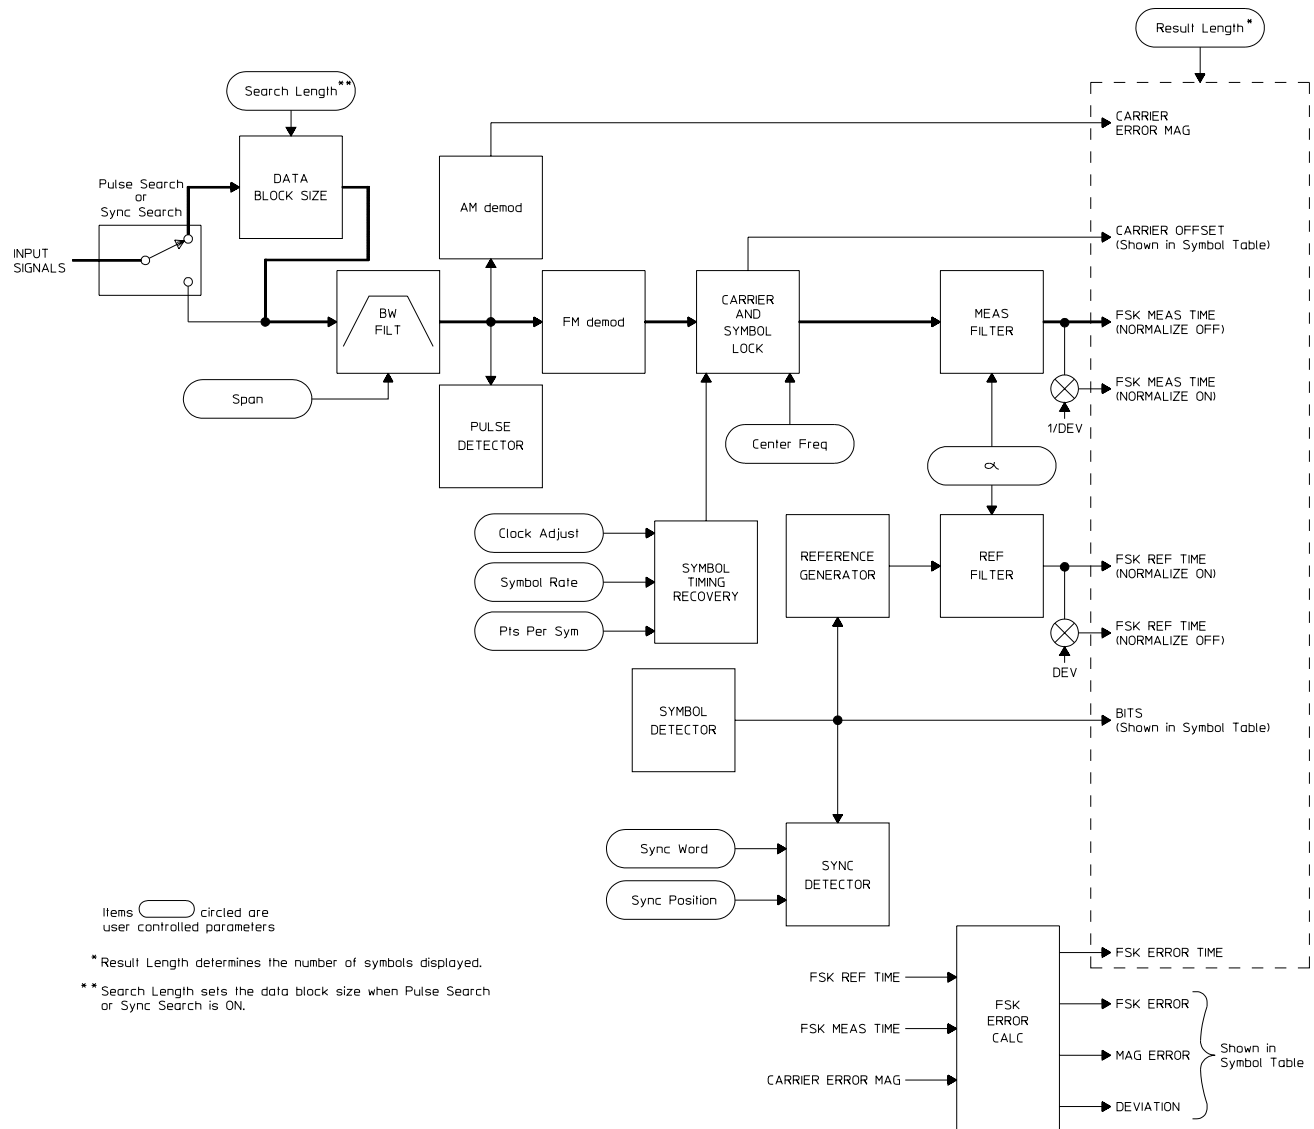 Result Length*
Search Length**
CARRIER
ERROR MAG
DATA
BLOCK SIZE
Pulse Search
or
Sync Search
AM demod
INPUT
SIGNALS
CARRIER OFFSET
(Shown in Symbol Table)
BW
FILT
FM demod
CARRIER
AND
SYMBOL
LOCK
MEAS
FILTER
FSK MEAS TIME
(NORMALIZE OFF)
FSK MEAS TIME
(NORMALIZE ON)
1/DEV
Span
PULSE
DETECTOR
Center Freq
α
Clock Adjust
Symbol Rate
Pts Per Sym
SYMBOL
TIMING
RECOVERY
REFERENCE
GENERATOR
REF
FILTER
FSK REF TIME
(NORMALIZE ON)
FSK REF TIME
(NORMALIZE OFF)
DEV
SYMBOL
DETECTOR
BITS
(Shown in Symbol Table)
Sync Word
Sync Position
SYNC
DETECTOR
Items circled are
user controlled parameters
* Result Length determines the number of symbols displayed.
** Search Length sets the data block size when Pulse Search
or Sync Search is ON.
FSK REF TIME
FSK MEAS TIME
CARRIER ERROR MAG
FSK
ERROR
CALC
FSK ERROR TIME
FSK ERROR
MAG ERROR
DEVIATION
Shown in
Symbol Table